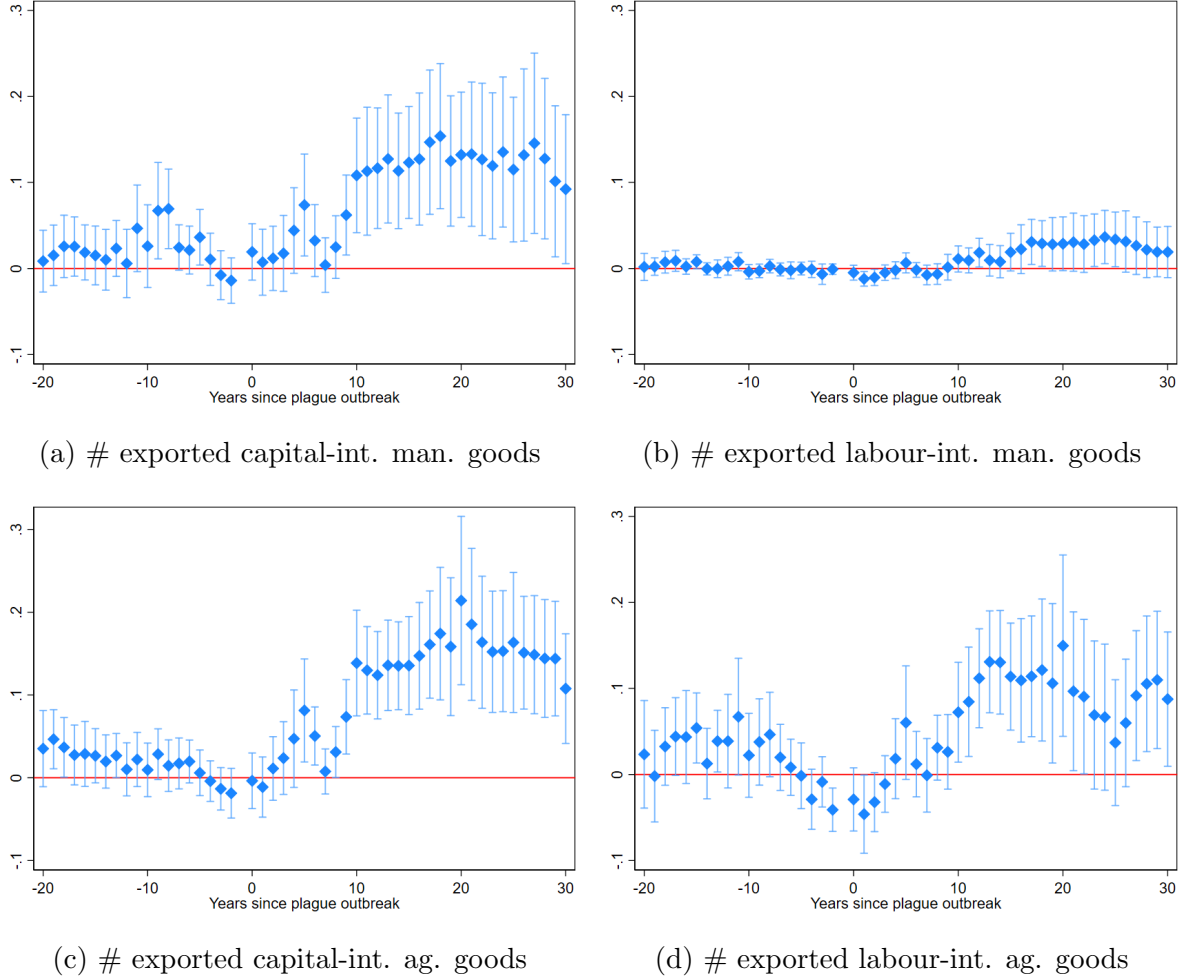 .3 .3
.2 .2
.1 .1
0 0
-.1 -.1
-20 -10 0 10 20 30 -20 -10 0 10 20 30
Years since plague outbreak Years since plague outbreak
(a) # exported capital-int. man. goods (b) # exported labour-int. man. goods
.3 .3
.2 .2
.1 .1
0 0
-.1 -.1
-20 -10 0 10 20 30 -20 -10 0 10 20 30
Years since plague outbreak Years since plague outbreak
(c) # exported capital-int. ag. goods (d) # exported labour-int. ag. goods